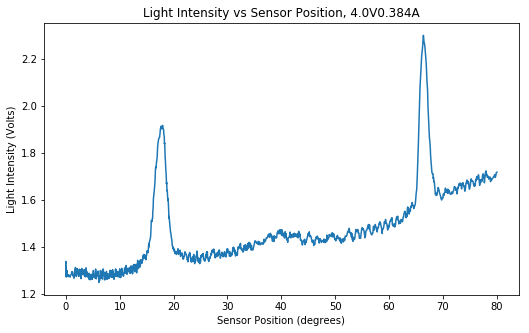 Light Intensity vs Sensor Position, 4.0V0.384A
Light Intensity (Volts)
2.2
2.0
1.8
1.6
1.4
1.2
0 10 20 30 40 50 60 70 80
Sensor Position (degrees)